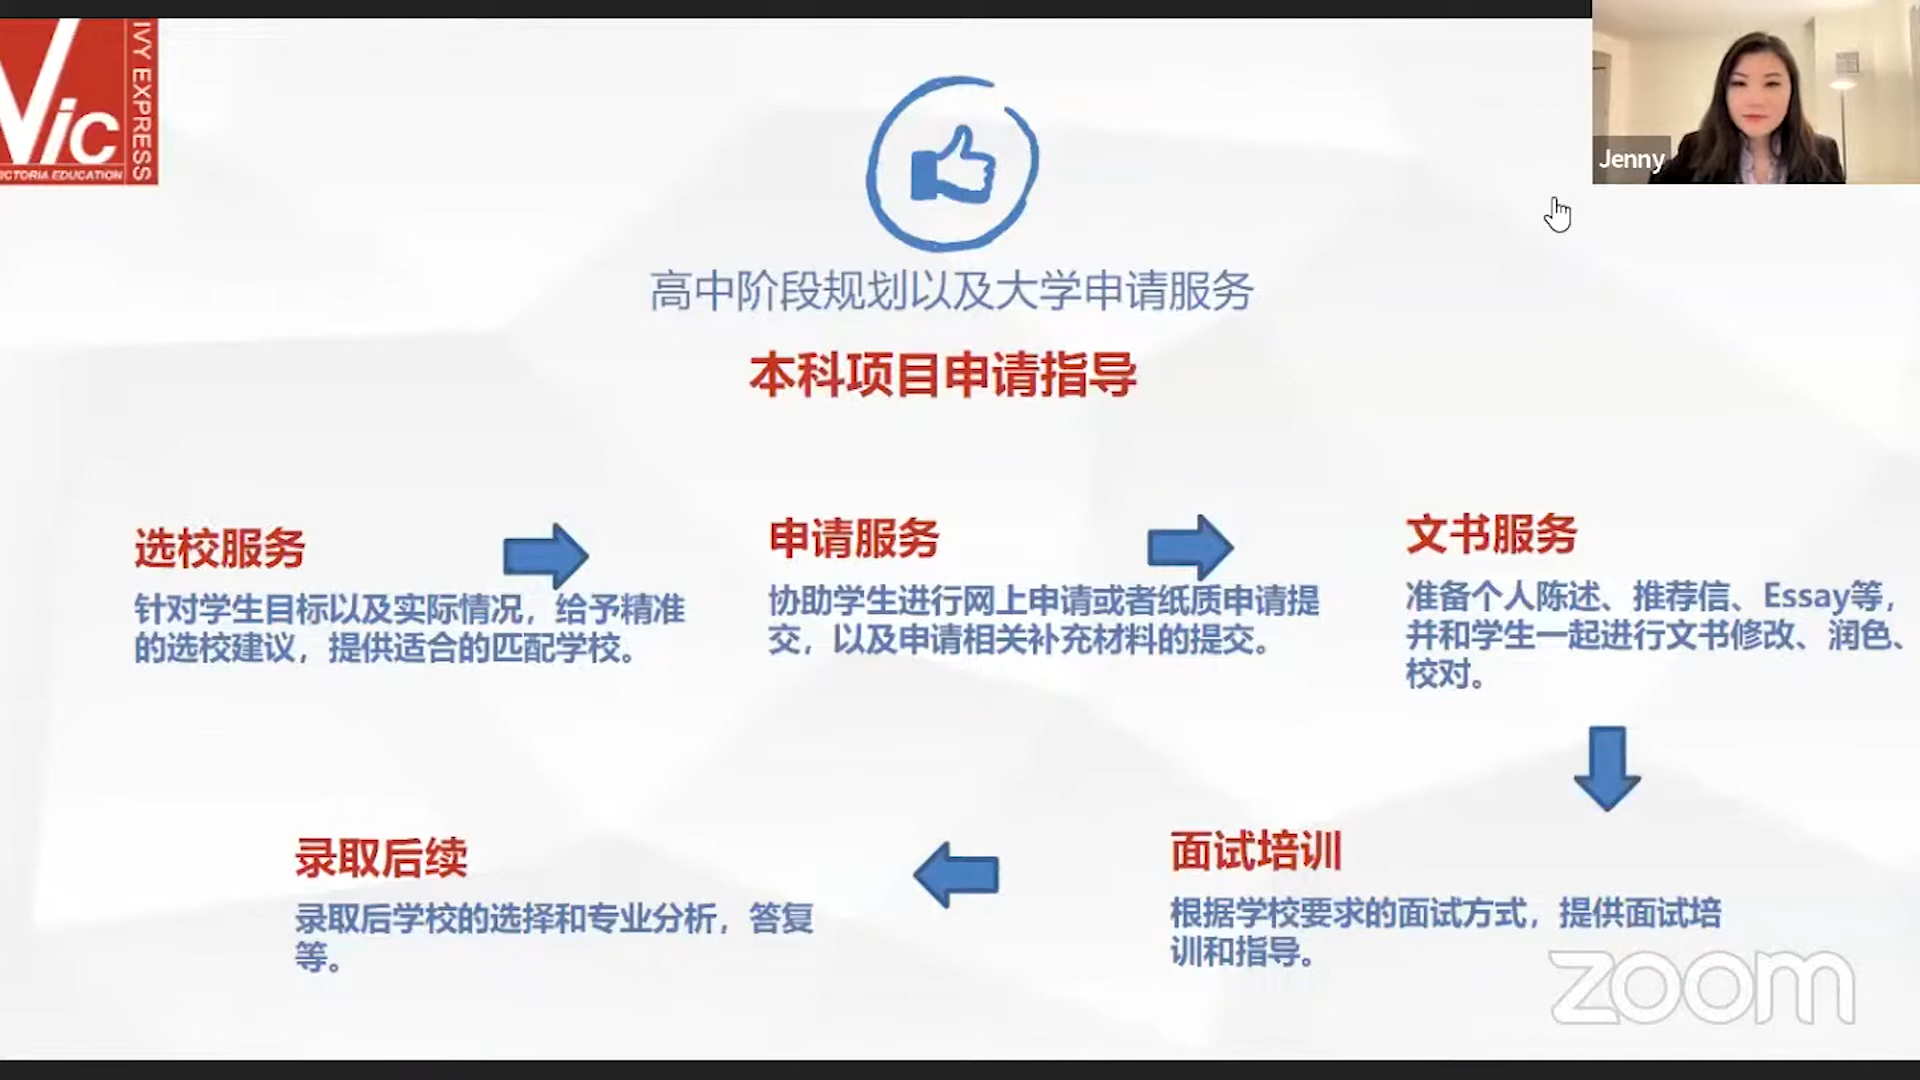 Vic
IVY EXPRESS
VICTORIA EDUCATION
Jenny
高中阶段规划以及大学申请服务
本科项目申请指导
选校服务
针对学生目标以及实际情况，给予精准
的选校建议，提供适合的匹配学校。
申请服务
协助学生进行网上申请或者纸质申请提
交，以及申请相关补充材料的提交。
文书服务
准备个人陈述、推荐信、Essay等，
并和学生一起进行文书修改、润色、
校对。
面试培训
根据学校要求的面试方式，提供面试培
训和指导。
录取后续
录取后学校的选择和专业分析，答复
等。
zoom